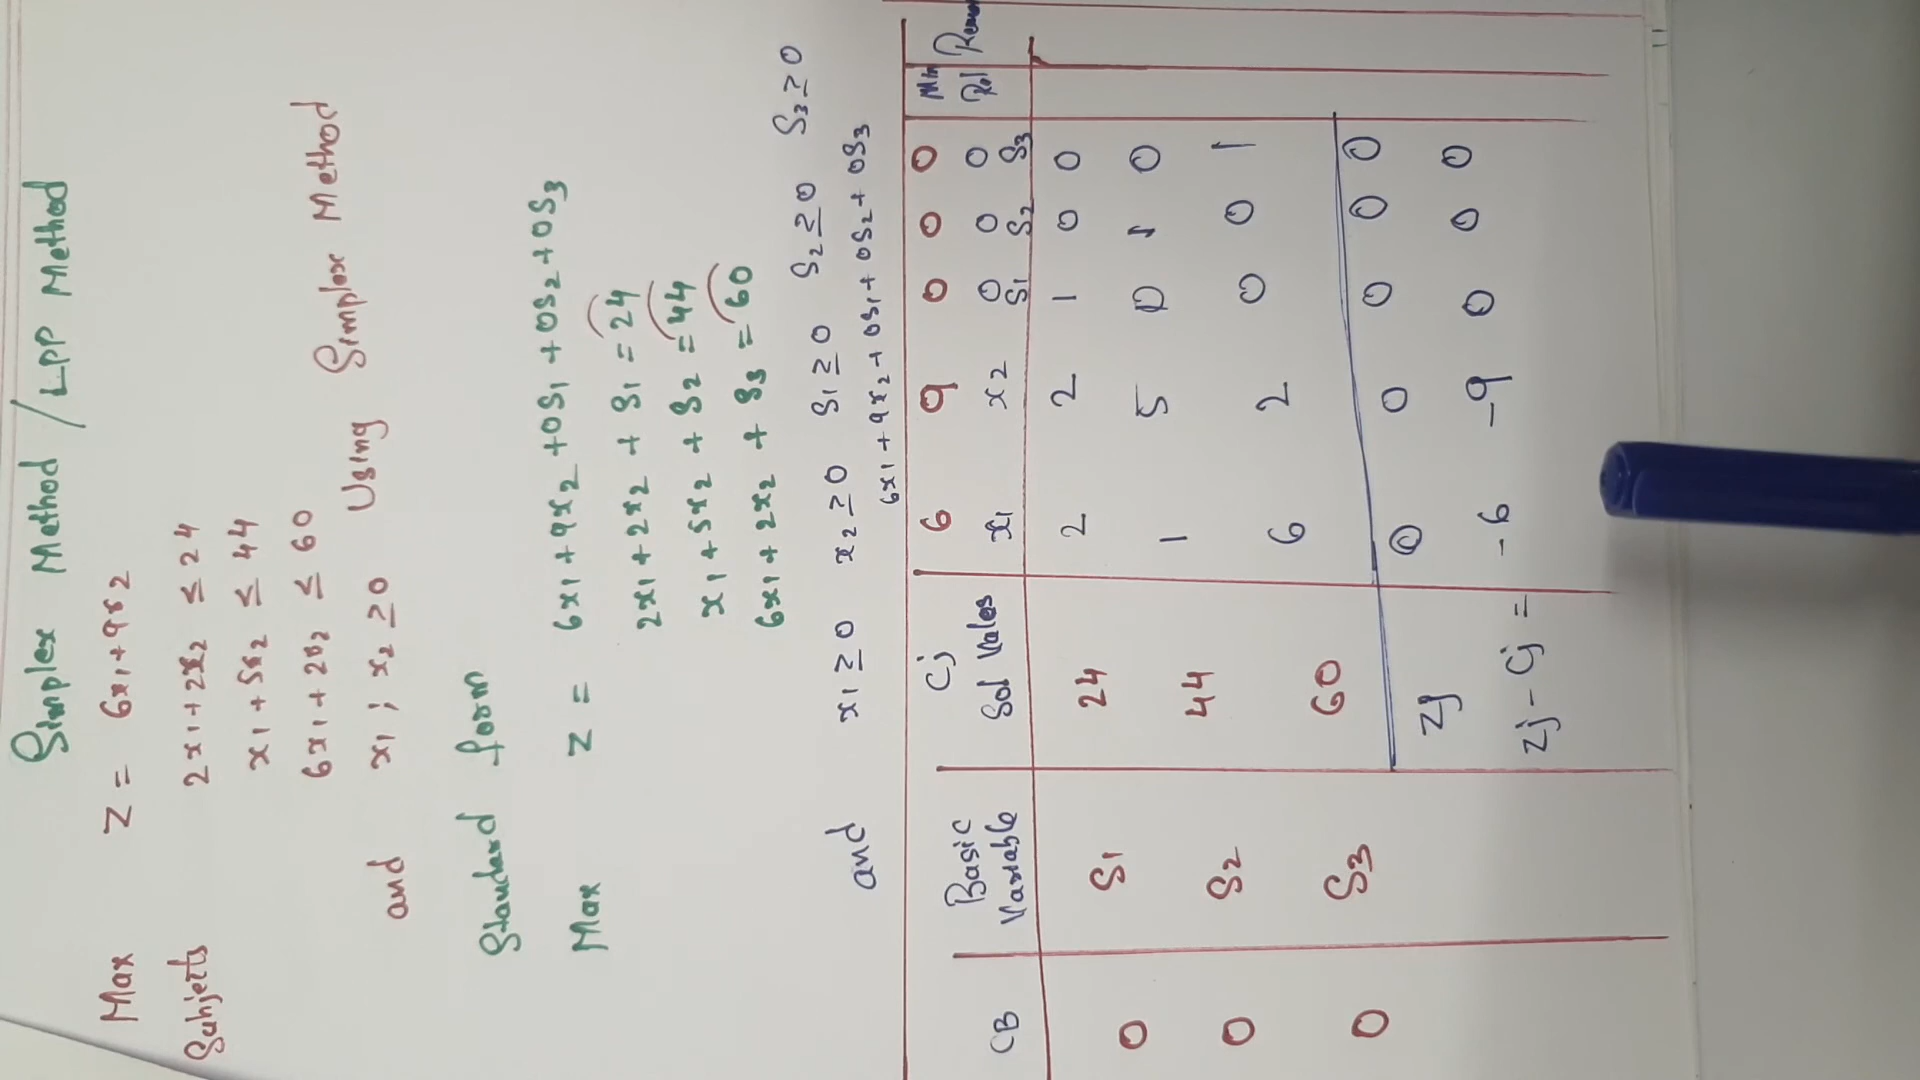 Simplex Method / LPP Method
Max Z = 6x1+9x2
Subjects 2x1+2x2 ≤ 24
x1+5x2 ≤ 44
6x1+2x2 ≤ 60
and x1 ; x2 ≥ 0 Using Simplex Method
Standard form
Max Z = 6x1+9x2+0S1+0S2+0S3
2x1+2x2 + S1 = 24
x1+5x2 + S2 = 44
6x1+2x2 + S3 = 60
and x1 ≥ 0 x2 ≥ 0 S1 ≥ 0 S2 ≥ 0 S3 ≥ 0
6x1+9x2+0S1+0S2+0S3
Cj 6 9 0 0 0 Min
CB Basic Variable Sol Vales x1 x2 0 S1 0 S2 0 S3
0 S1 24 2 2 1 0 0
0 S2 44 1 5 0 1 0
0 S3 60 6 2 0 0 1
Zj 0 0 0 0 0
Zj - Cj = -6 -9 0 0 0